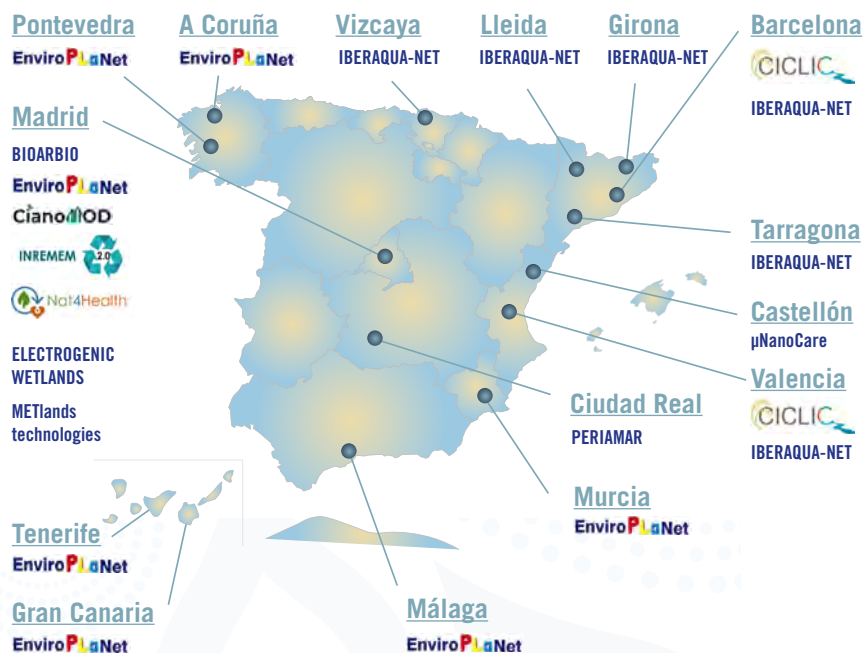 Pontevedra
EnviroPLaNet
A Coruña
EnviroPLaNet
Vizcaya
IBERAQUA-NET
Lleida
IBERAQUA-NET
Girona
IBERAQUA-NET
Barcelona
CICLIC
IBERAQUA-NET
Madrid
BIOARBIO
EnviroPLaNet
CianoMOD
INREMEM 2.0
Nat4Health
ELECTROGENIC
WETLANDS
METlands
technologies
Tarragona
IBERAQUA-NET
Castellón
µNanoCare
Valencia
CICLIC
IBERAQUA-NET
Ciudad Real
PERIAMAR
Murcia
EnviroPLaNet
Tenerife
EnviroPLaNet
Gran Canaria
EnviroPLaNet
Málaga
EnviroPLaNet